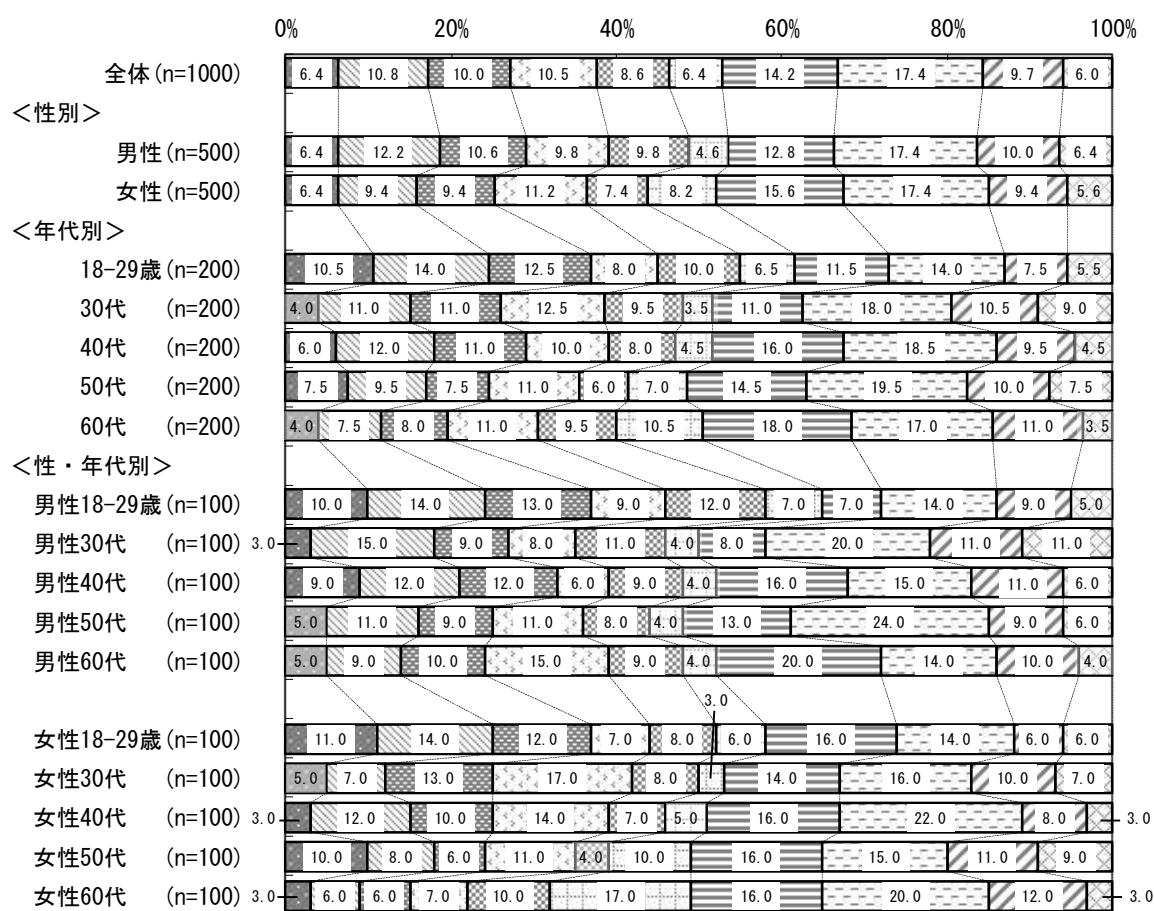 0% 20% 40% 60% 80% 100%
全体(n=1000) 6.4 10.8 10.0 10.5 8.6 6.4 14.2 17.4 9.7 6.0
＜性別＞
男性(n=500) 6.4 12.2 10.6 9.8 9.8 4.6 12.8 17.4 10.0 6.4
女性(n=500) 6.4 9.4 9.4 11.2 7.4 8.2 15.6 17.4 9.4 5.6
＜年代別＞
18-29歳(n=200) 10.5 14.0 12.5 8.0 10.0 6.5 11.5 14.0 7.5 5.5
30代 (n=200) 4.0 11.0 11.0 12.5 9.5 3.5 11.0 18.0 10.5 9.0
40代 (n=200) 6.0 12.0 11.0 10.0 8.0 4.5 16.0 18.5 9.5 4.5
50代 (n=200) 7.5 9.5 7.5 11.0 6.0 7.0 14.5 19.5 10.0 7.5
60代 (n=200) 4.0 7.5 8.0 11.0 9.5 10.5 18.0 17.0 11.0 3.5
＜性・年代別＞
男性18-29歳(n=100) 10.0 14.0 13.0 9.0 12.0 7.0 7.0 14.0 9.0 5.0
男性30代 (n=100) 3.0 15.0 9.0 8.0 11.0 4.0 8.0 20.0 11.0 11.0
男性40代 (n=100) 9.0 12.0 12.0 6.0 9.0 4.0 16.0 15.0 11.0 6.0
男性50代 (n=100) 5.0 11.0 9.0 11.0 8.0 4.0 13.0 24.0 9.0 6.0
男性60代 (n=100) 5.0 9.0 10.0 15.0 9.0 4.0 20.0 14.0 10.0 4.0
3.0
女性18-29歳(n=100) 11.0 14.0 12.0 7.0 8.0 6.0 16.0 14.0 6.0 6.0
女性30代 (n=100) 5.0 7.0 13.0 17.0 8.0 14.0 16.0 10.0 7.0
女性40代 (n=100) 3.0 12.0 10.0 14.0 7.0 5.0 16.0 22.0 8.0 3.0
女性50代 (n=100) 10.0 8.0 6.0 11.0 4.0 10.0 16.0 15.0 11.0 9.0
女性60代 (n=100) 3.0 6.0 6.0 7.0 10.0 17.0 16.0 20.0 12.0 3.0